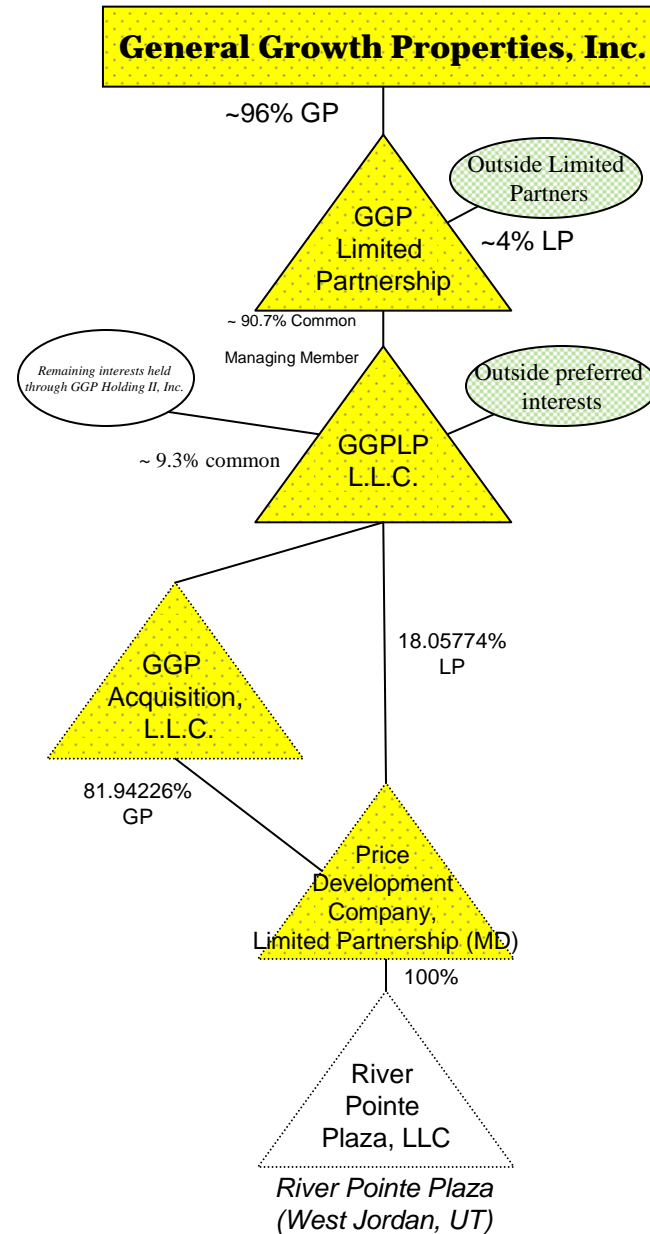 General Growth Properties, Inc.
~96% GP
Outside Limited
Partners
GGP
Limited
Partnership
~4% LP
~ 90.7% Common
Managing Member
Remaining interests held
through GGP Holding II, Inc.
Outside preferred
interests
GGPLP
L.L.C.
~ 9.3% common
GGP
Acquisition,
L.L.C.
18.05774%
LP
81.94226%
GP
Price
Development
Company,
Limited Partnership (MD)
100%
River
Pointe
Plaza, LLC
River Pointe Plaza
(West Jordan, UT)